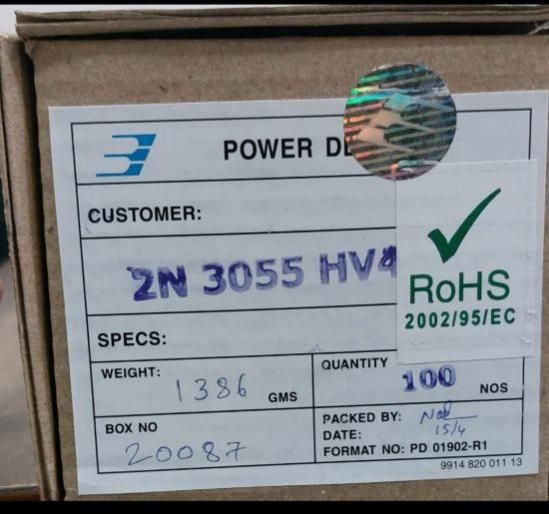 POWER DE
CUSTOMER:
2N 3055 HV4
RoHS
2002/95/EC
SPECS:
WEIGHT: 1386 GMS
QUANTITY 100 NOS
BOX NO 20087
PACKED BY:
DATE: 15/4
FORMAT NO: PD 01902-R1
9914 820 011 13